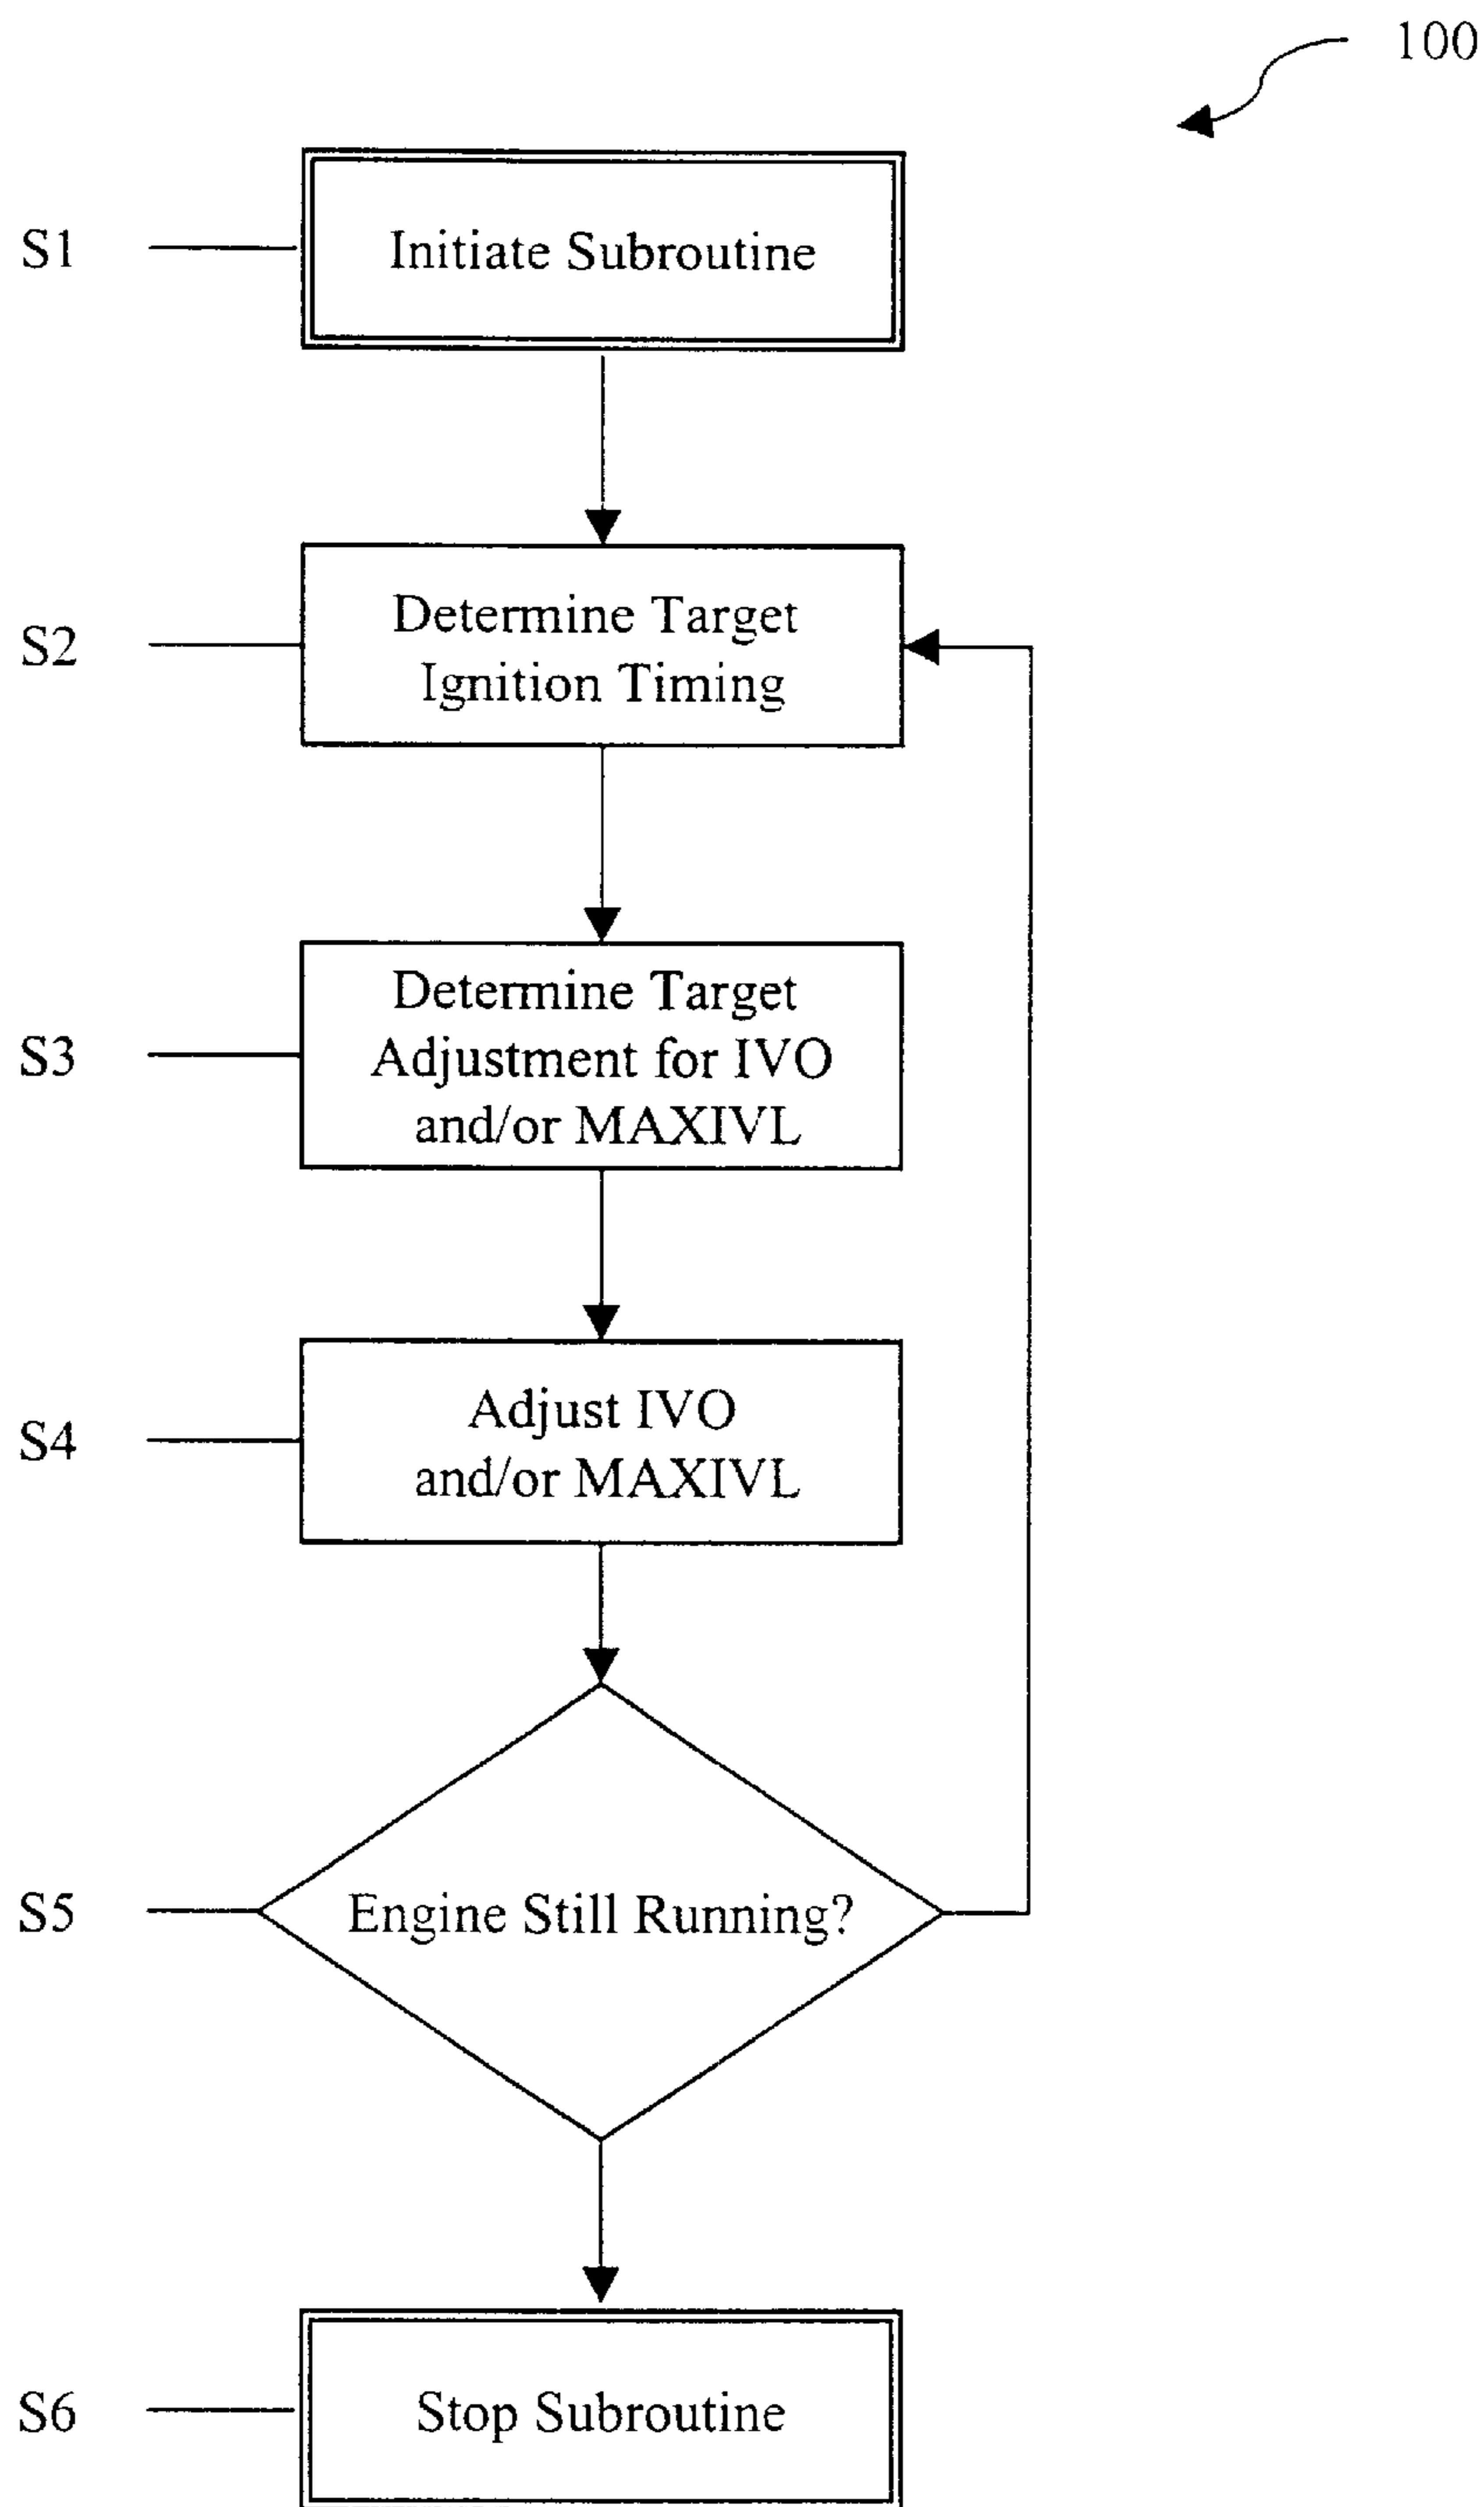 100
S1
Initiate Subroutine
S2
Determine Target
Ignition Timing
S3
Determine Target
Adjustment for IVO
and/or MAXIVL
S4
Adjust IVO
and/or MAXIVL
S5
Engine Still Running?
S6
Stop Subroutine